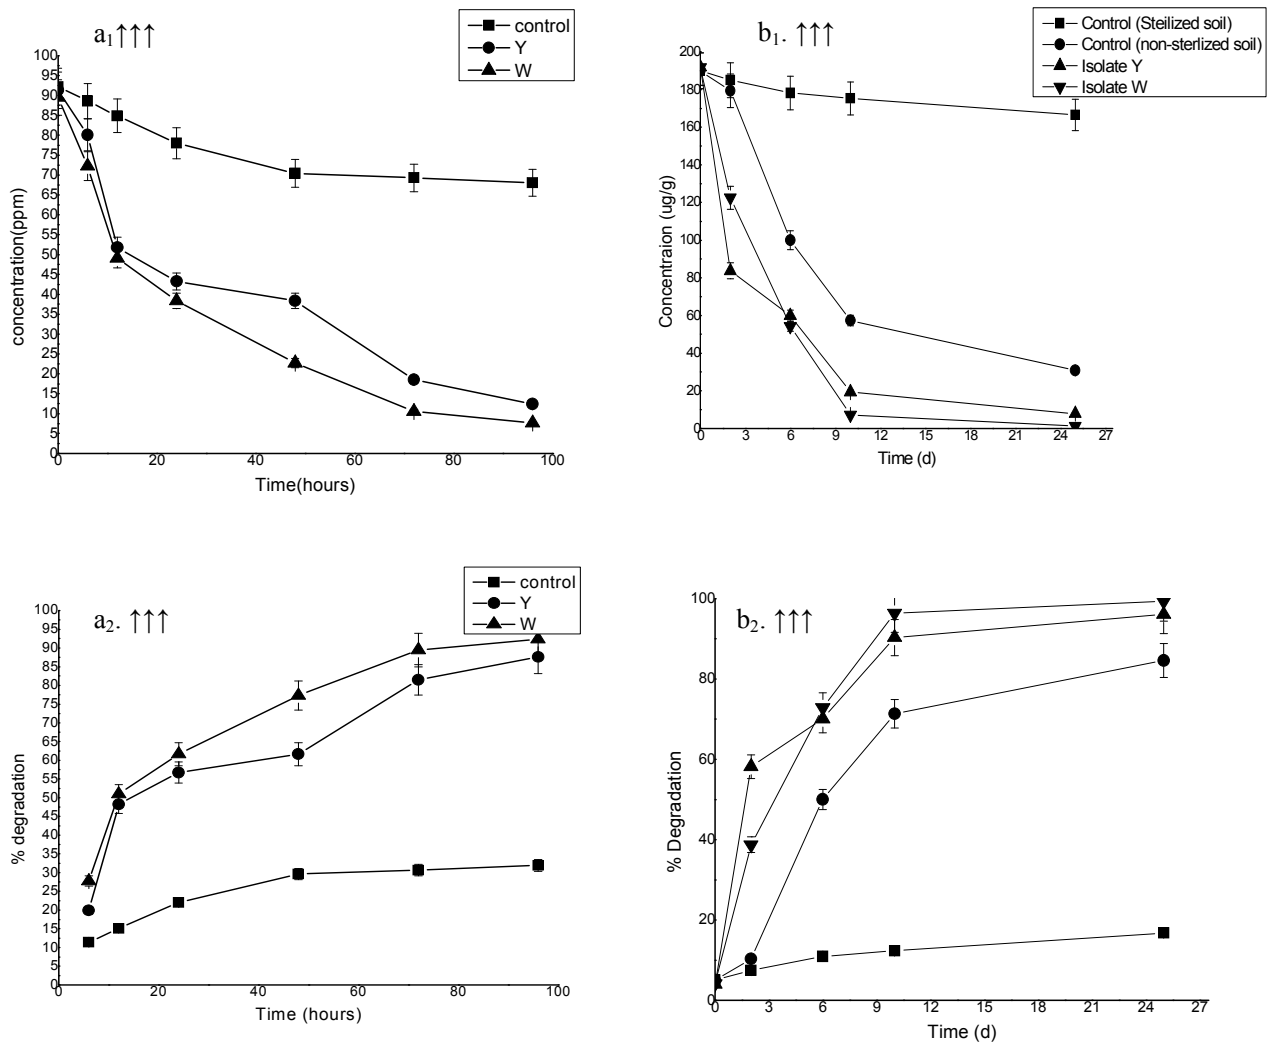 a1↑↑↑
control
Y
W
100
95
90
85
80
75
70
65
60
55
50
45
40
35
30
25
20
15
10
5
0
concentration(ppm)
0 20 40 60 80 100
Time(hours)
b1. ↑↑↑
Control (Steilized soil)
Control (non-sterlized soil)
Isolate Y
Isolate W
200
180
160
140
120
100
80
60
40
20
0
Concentraion (ug/g)
0 3 6 9 12 15 18 21 24 27
Time (d)
a2. ↑↑↑
control
Y
W
100
95
90
85
80
75
70
65
60
55
50
45
40
35
30
25
20
15
10
5
0
% degradation
0 20 40 60 80 100
Time (hours)
b2. ↑↑↑
100
80
60
40
20
0
% Degradation
0 3 6 9 12 15 18 21 24 27
Time (d)